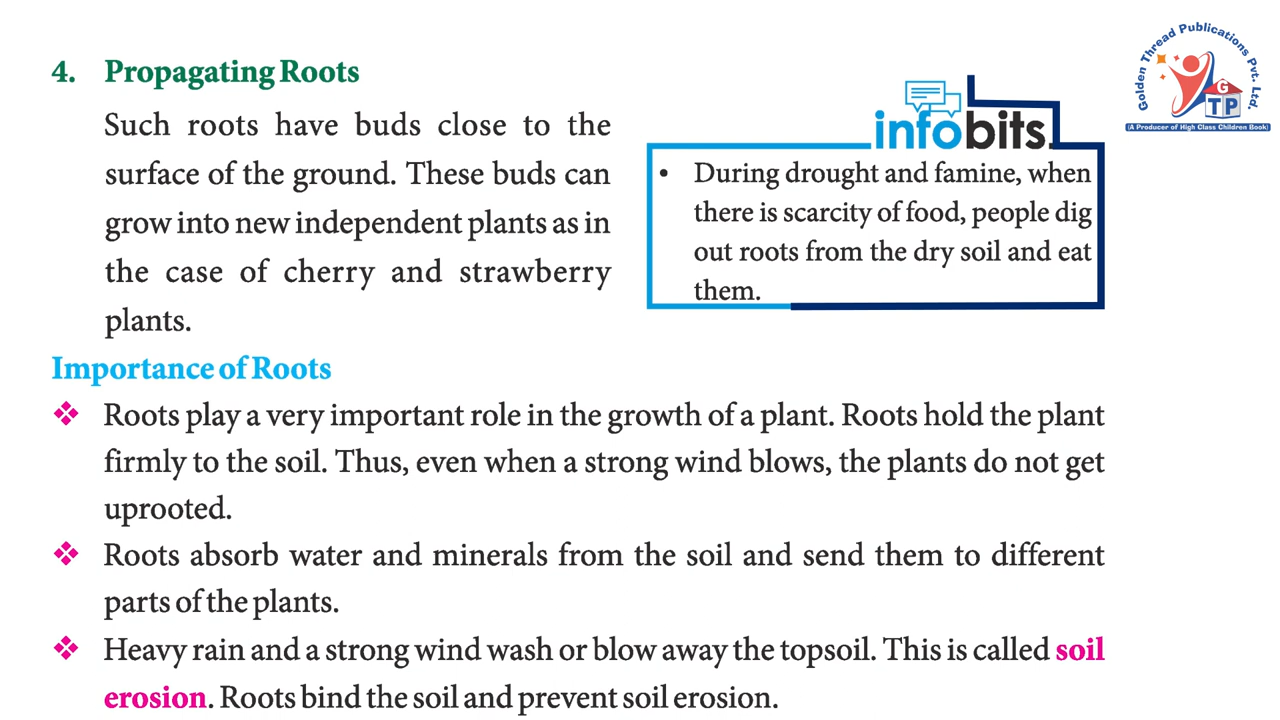 4. Propagating Roots
Such roots have buds close to the
surface of the ground. These buds can
grow into new independent plants as in
the case of cherry and strawberry
plants.
infobits
• During drought and famine, when
there is scarcity of food, people dig
out roots from the dry soil and eat
them.
Golden Thread Publications Pvt. Ltd.
G
TP
(A Producer of High Class Children Book)
Importance of Roots
❖ Roots play a very important role in the growth of a plant. Roots hold the plant
firmly to the soil. Thus, even when a strong wind blows, the plants do not get
uprooted.
❖ Roots absorb water and minerals from the soil and send them to different
parts of the plants.
❖ Heavy rain and a strong wind wash or blow away the topsoil. This is called soil
erosion. Roots bind the soil and prevent soil erosion.